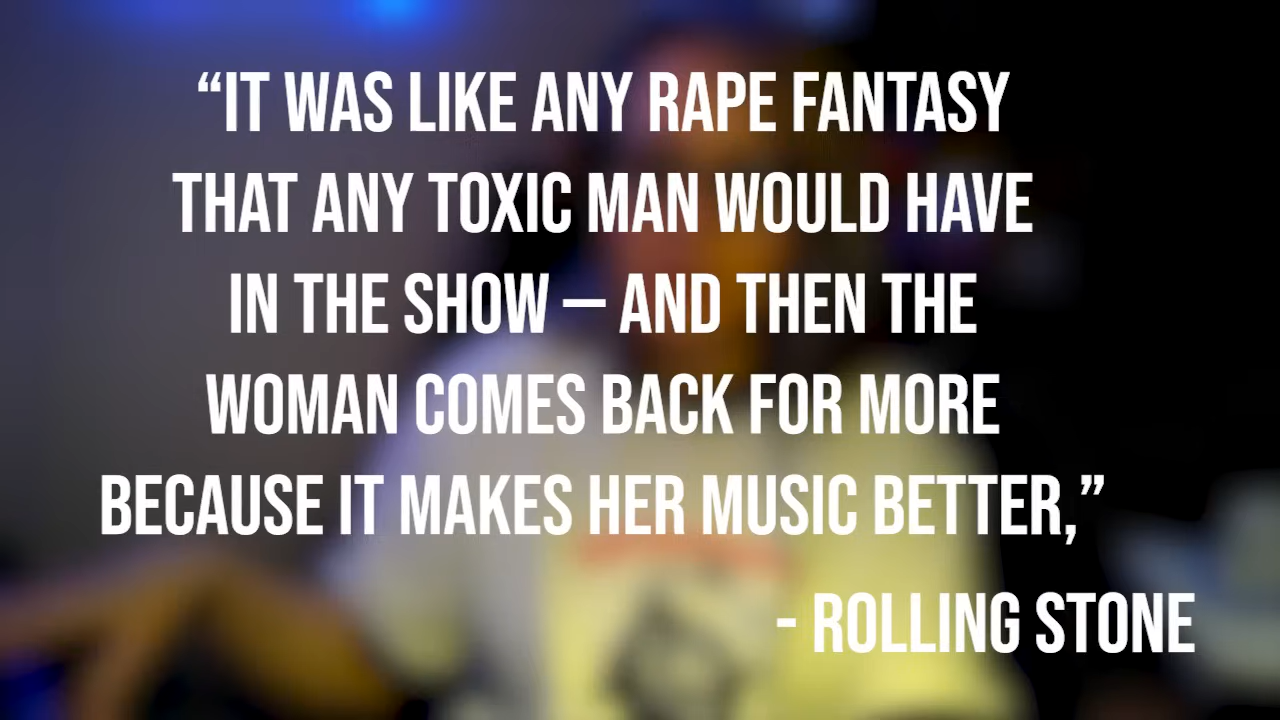 “IT WAS LIKE ANY RAPE FANTASY
THAT ANY TOXIC MAN WOULD HAVE
IN THE SHOW – AND THEN THE
WOMAN COMES BACK FOR MORE
BECAUSE IT MAKES HER MUSIC BETTER,”
- ROLLING STONE